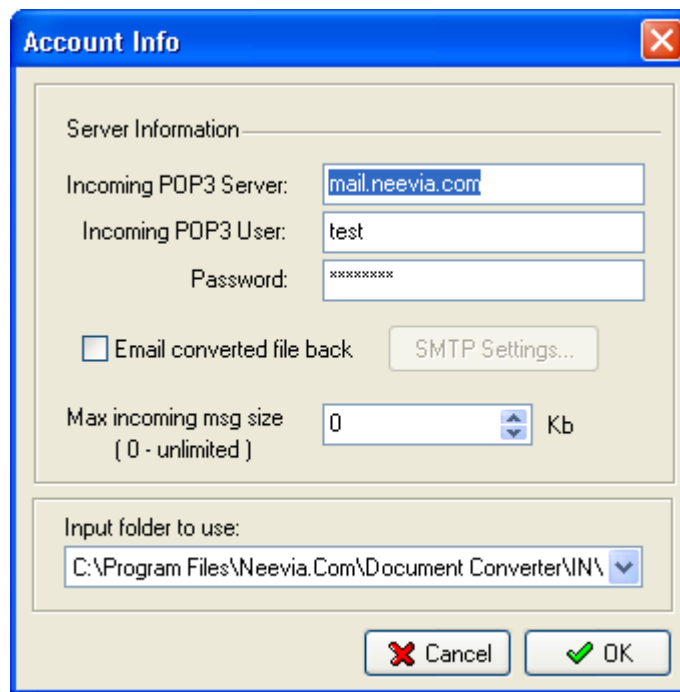 Account Info
Server Information
Incoming POP3 Server: mail.neevia.com
Incoming POP3 User: test
Password: ********
Email converted file back SMTP Settings...
Max incoming msg size 0 Kb
( 0 - unlimited )
Input folder to use:
C:\Program Files\Neevia.Com\Document Converter\IN\
Cancel OK